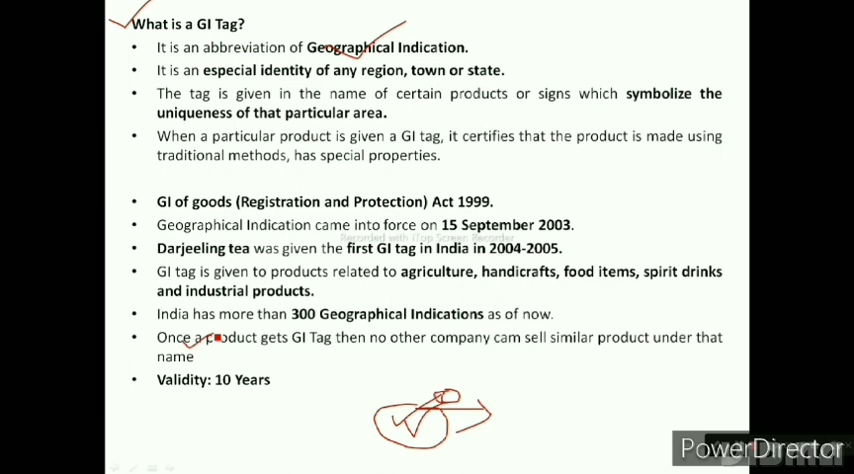 What is a GI Tag?
• It is an abbreviation of Geographical Indication.
• It is an especial identity of any region, town or state.
• The tag is given in the name of certain products or signs which symbolize the
uniqueness of that particular area.
• When a particular product is given a GI tag, it certifies that the product is made using
traditional methods, has special properties.
• GI of goods (Registration and Protection) Act 1999.
• Geographical Indication came into force on 15 September 2003.
Recorded with iTop Screen Recorder
• Darjeeling tea was given the first GI tag in India in 2004-2005.
• GI tag is given to products related to agriculture, handicrafts, food items, spirit drinks
and industrial products.
• India has more than 300 Geographical Indications as of now.
• Once a product gets GI Tag then no other company cam sell similar product under that
name
• Validity: 10 Years
PowerDirector